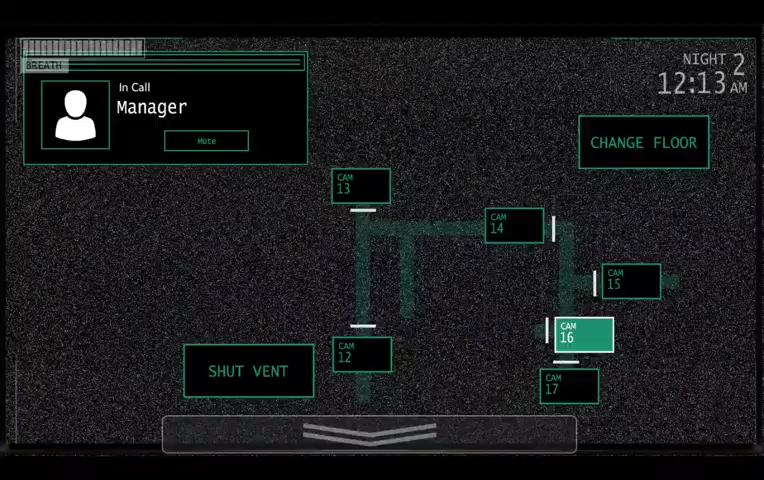 BREATH
In Call
Manager
Mute
NIGHT 2
12:13 AM
CHANGE FLOOR
CAM
13
CAM
14
CAM
15
CAM
16
CAM
12
SHUT VENT
CAM
17